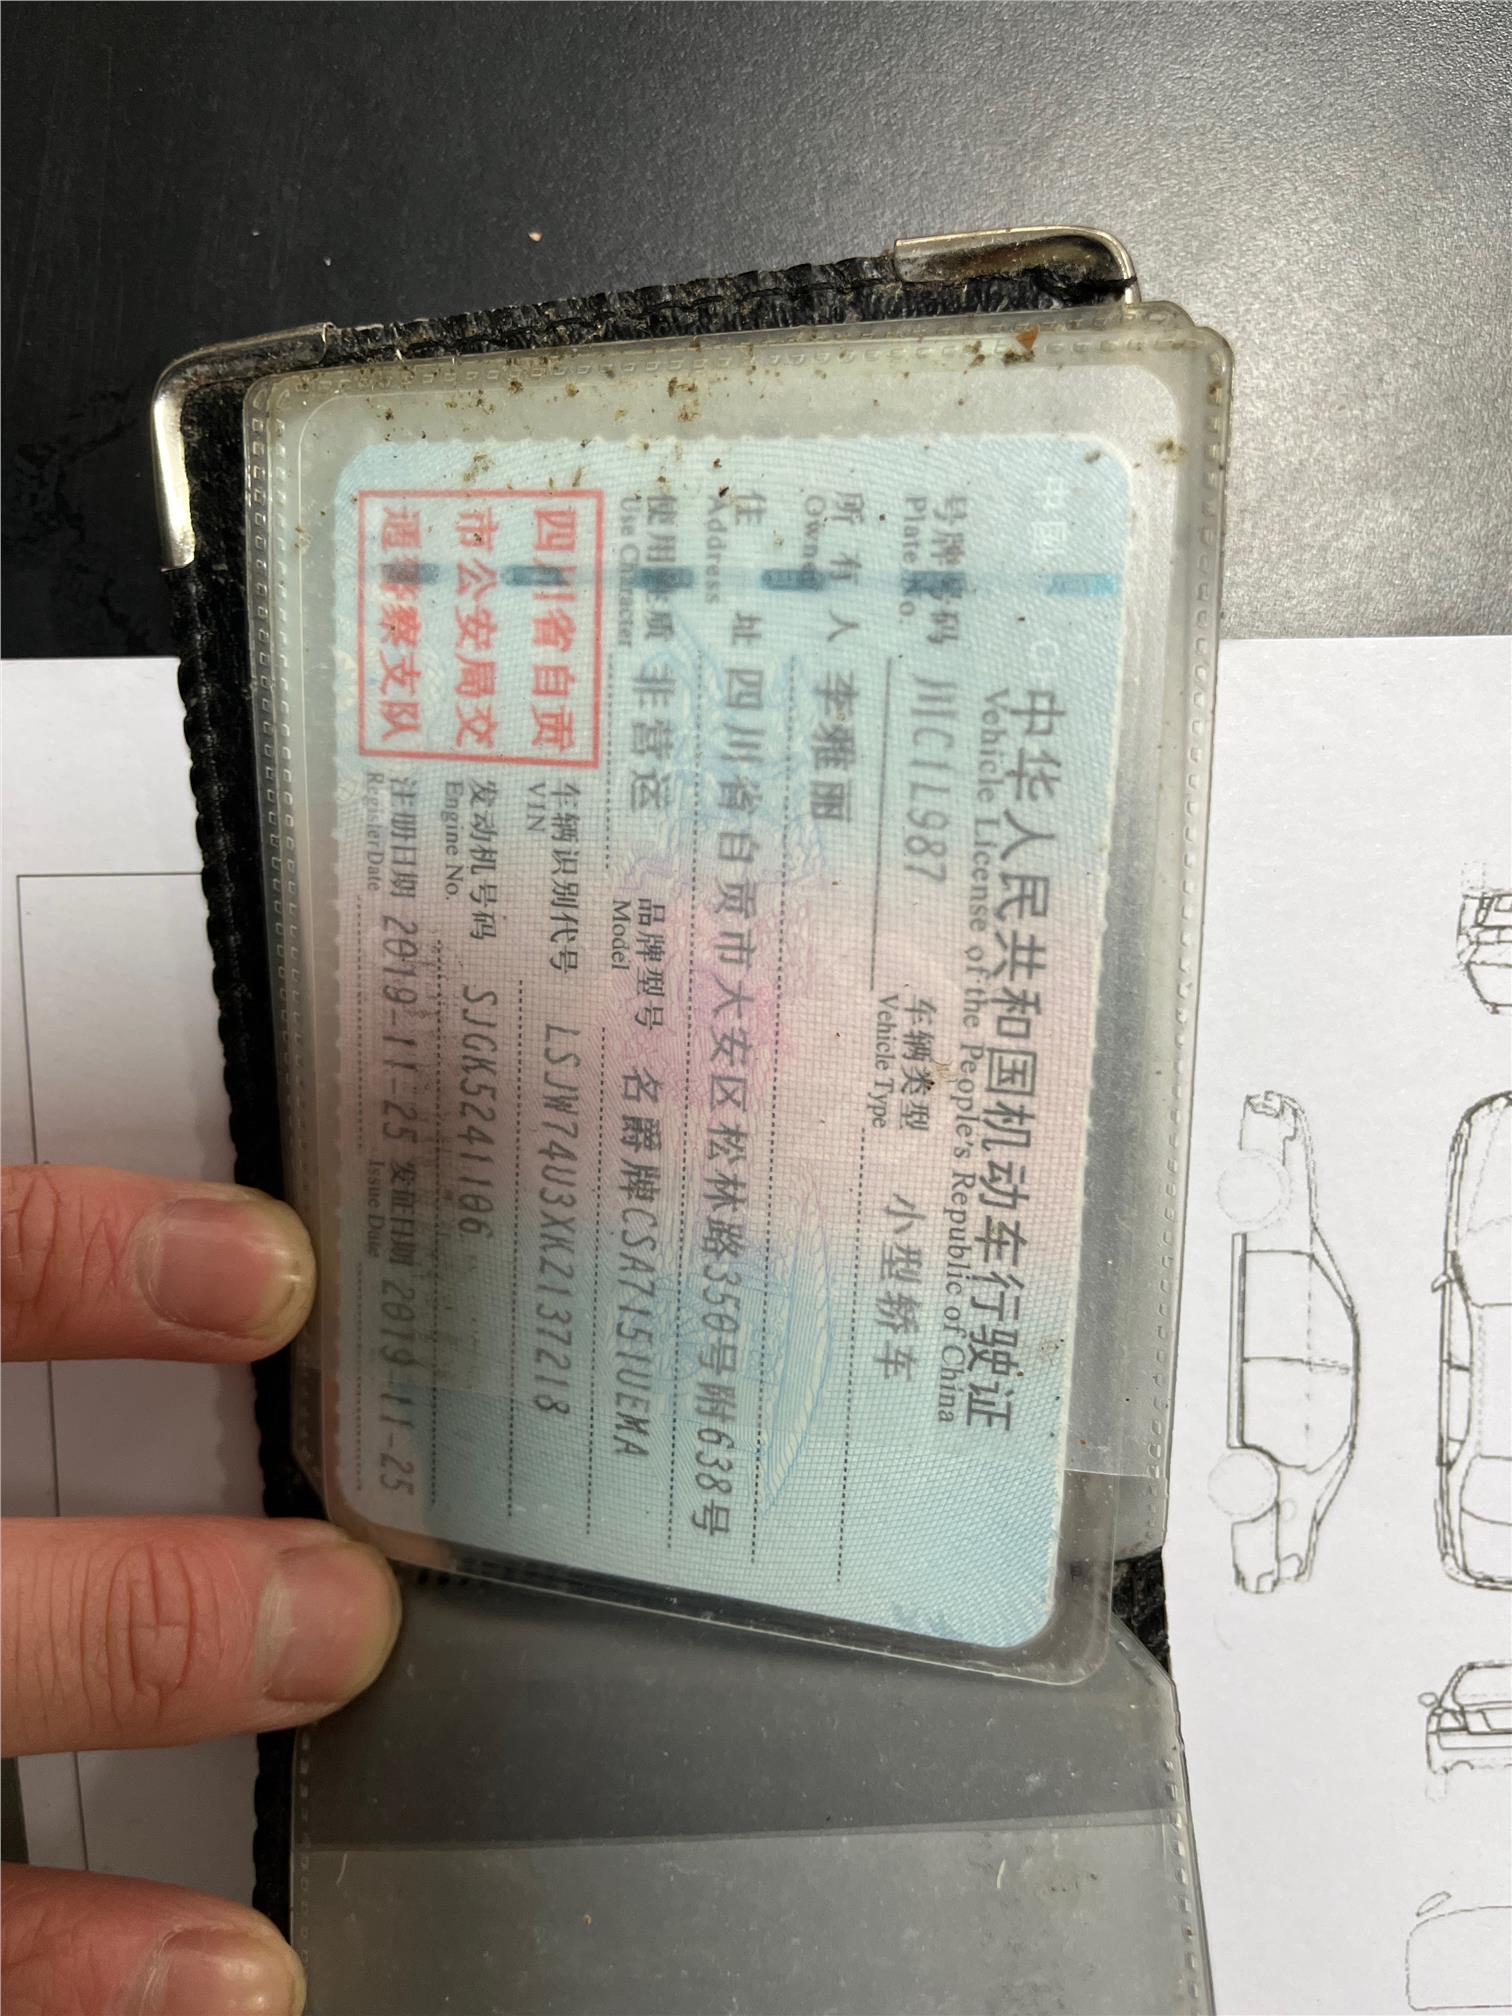 中华人民共和国机动车行驶证
Vehicle License of the People's Republic of China
号牌号码 川C1L987 车辆类型 小型轿车
Plate No. Vehicle Type
所有人 李雅丽
Owner
住址 四川省自贡市大安区松林路350号附638号
Address
使用性质 非营运 品牌型号 名爵牌CSA7151UEMA
Use Character Model
四川省自贡
市公安局交
通警察支队
车辆识别代号 LSJW74U3XK2137218
VIN
发动机号码 SJGK5241106
Engine No.
注册日期 2019-11-25 发证日期 2019-11-25
Register Date Issue Date